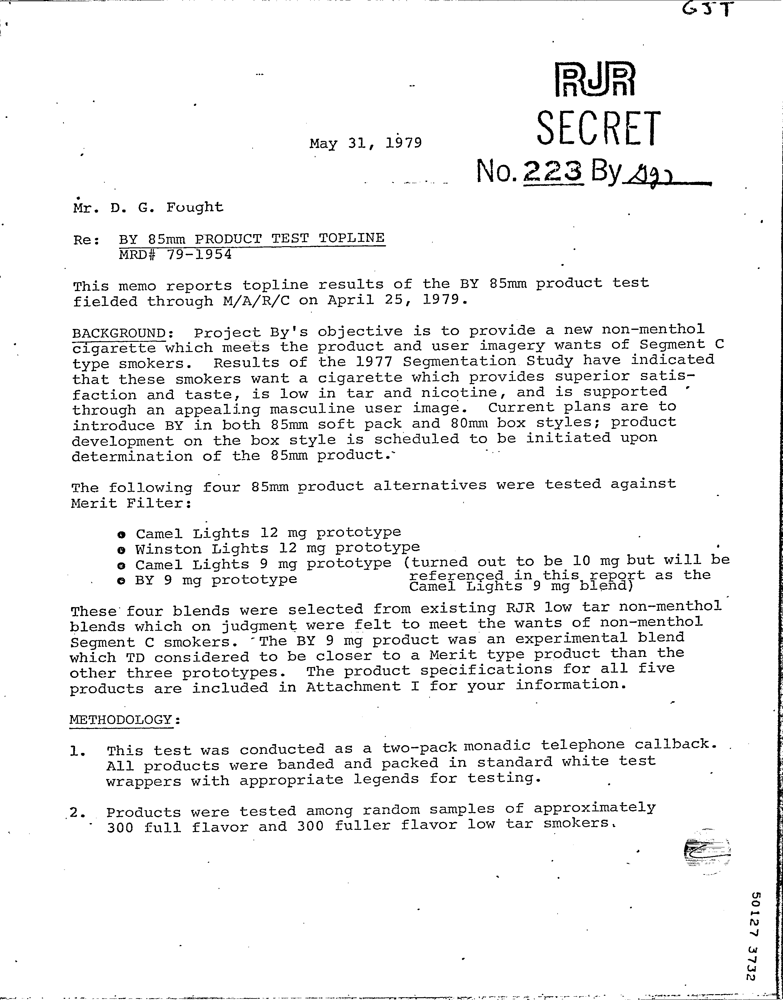 GJT
RJR
SECRET
May 31, 1979
No. 223 By
Mr. D. G. Fought
Re: BY 85mm PRODUCT TEST TOPLINE
MRD# 79-1954
This memo reports topline results of the BY 85mm product test
fielded through M/A/R/C on April 25, 1979.
BACKGROUND: Project By's objective is to provide a new non-menthol
cigarette which meets the product and user imagery wants of Segment C
type smokers. Results of the 1977 Segmentation Study have indicated
that these smokers want a cigarette which provides superior satis-
faction and taste, is low in tar and nicotine, and is supported
through an appealing masculine user image. Current plans are to
introduce BY in both 85mm soft pack and 80mm box styles; product
development on the box style is scheduled to be initiated upon
determination of the 85mm product.
The following four 85mm product alternatives were tested against
Merit Filter:
• Camel Lights 12 mg prototype
• Winston Lights 12 mg prototype
• Camel Lights 9 mg prototype (turned out to be 10 mg but will be
referenced in this report as the
• BY 9 mg prototype Camel Lights 9 mg blend)
These four blends were selected from existing RJR low tar non-menthol
blends which on judgment were felt to meet the wants of non-menthol
Segment C smokers. The BY 9 mg product was an experimental blend
which TD considered to be closer to a Merit type product than the
other three prototypes. The product specifications for all five
products are included in Attachment I for your information.
METHODOLOGY:
1. This test was conducted as a two-pack monadic telephone callback.
All products were banded and packed in standard white test
wrappers with appropriate legends for testing.
2. Products were tested among random samples of approximately
300 full flavor and 300 fuller flavor low tar smokers.
50127 3732